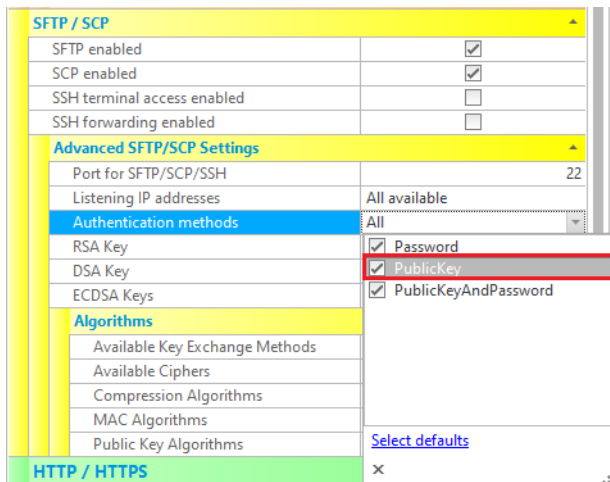 SFTP / SCP
SFTP enabled
SCP enabled
SSH terminal access enabled
SSH forwarding enabled
Advanced SFTP/SCP Settings
Port for SFTP/SCP/SSH 22
Listening IP addresses All available
Authentication methods All
RSA Key Password
DSA Key PublicKey
ECDSA Keys PublicKeyAndPassword
Algorithms
Available Key Exchange Methods
Available Ciphers
Compression Algorithms
MAC Algorithms
Public Key Algorithms Select defaults
HTTP / HTTPS